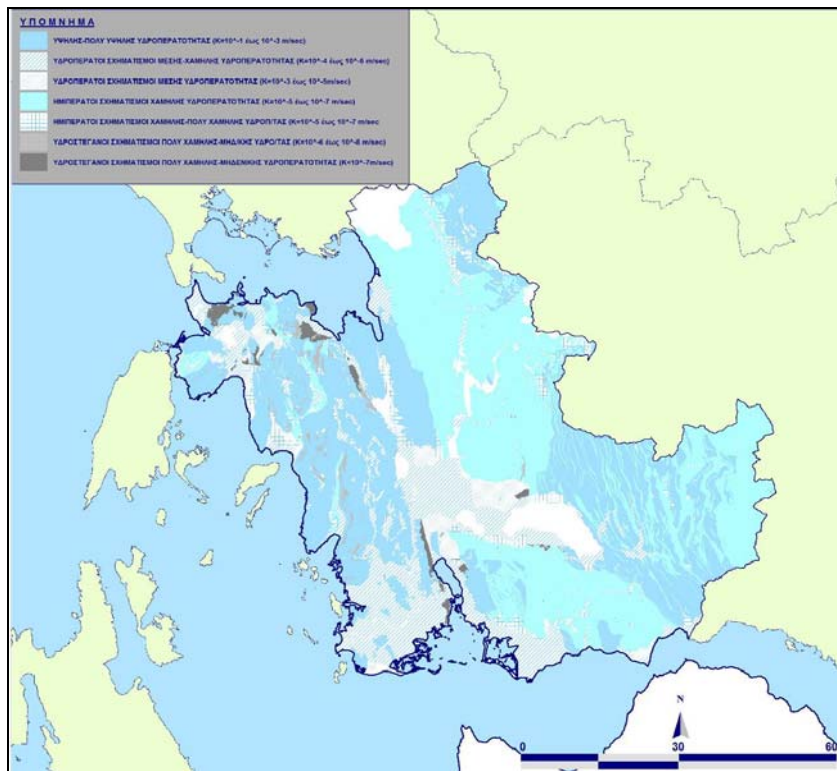 ΥΠΟΜΝΗΜΑ
ΥΨΗΛΗΣ-ΠΟΛΥ ΥΨΗΛΗΣ ΥΔΡΟΠΕΡΑΤΟΤΗΤΑΣ (K=10^-1 έως 10^-3 m/sec)
ΥΔΡΟΠΕΡΑΤΟΙ ΣΧΗΜΑΤΙΣΜΟΙ ΜΕΣΗΣ-ΧΑΜΗΛΗΣ ΥΔΡΟΠΕΡΑΤΟΤΗΤΑΣ (K=10^-4 έως 10^-6 m/sec)
ΥΔΡΟΠΕΡΑΤΟΙ ΣΧΗΜΑΤΙΣΜΟΙ ΜΕΣΗΣ ΥΔΡΟΠΕΡΑΤΟΤΗΤΑΣ (K=10^-3 έως 10^-5m/sec)
ΗΜΙΠΕΡΑΤΟΙ ΣΧΗΜΑΤΙΣΜΟΙ ΧΑΜΗΛΗΣ ΥΔΡΟΠΕΡΑΤΟΤΗΤΑΣ (K=10^-5 έως 10^-7 m/sec)
ΗΜΙΠΕΡΑΤΟΙ ΣΧΗΜΑΤΙΣΜΟΙ ΧΑΜΗΛΗΣ-ΠΟΛΥ ΧΑΜΗΛΗΣ ΥΔΡΟΠ/ΤΑΣ (K=10^-5 έως 10^-7 m/sec
ΥΔΡΟΣΤΕΓΑΝΟΙ ΣΧΗΜΑΤΙΣΜΟΙ ΠΟΛΥ ΧΑΜΗΛΗΣ-ΜΗΔ/ΚΗΣ ΥΔΡΟ/ΤΑΣ (K=10^-6 έως 10^-8 m/sec)
ΥΔΡΟΣΤΕΓΑΝΟΙ ΣΧΗΜΑΤΙΣΜΟΙ ΠΟΛΥ ΧΑΜΗΛΗΣ-ΜΗΔΕΝΙΚΗΣ ΥΔΡΟΠΕΡΑΤΟΤΗΤΑΣ (K=10^-7m/sec)
N
0 30 60